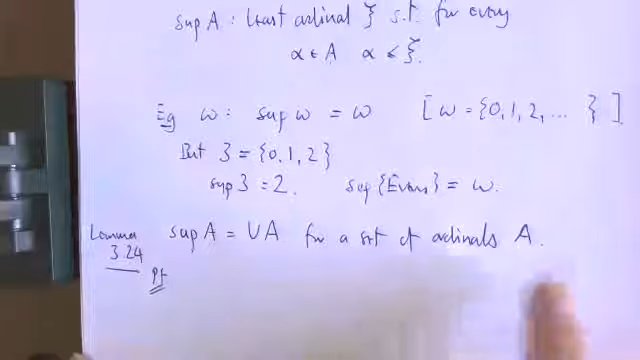 sup A : least ordinal ξ s.t. for every
α ∈ A α ≤ ξ.
Eg ω : sup ω = ω [ ω = {0, 1, 2, ... } ].
But 3 = {0, 1, 2}
sup 3 = 2. sup {Evens} = ω.
Lemma 3.24 sup A = ∪A for a set of ordinals A.
Pf